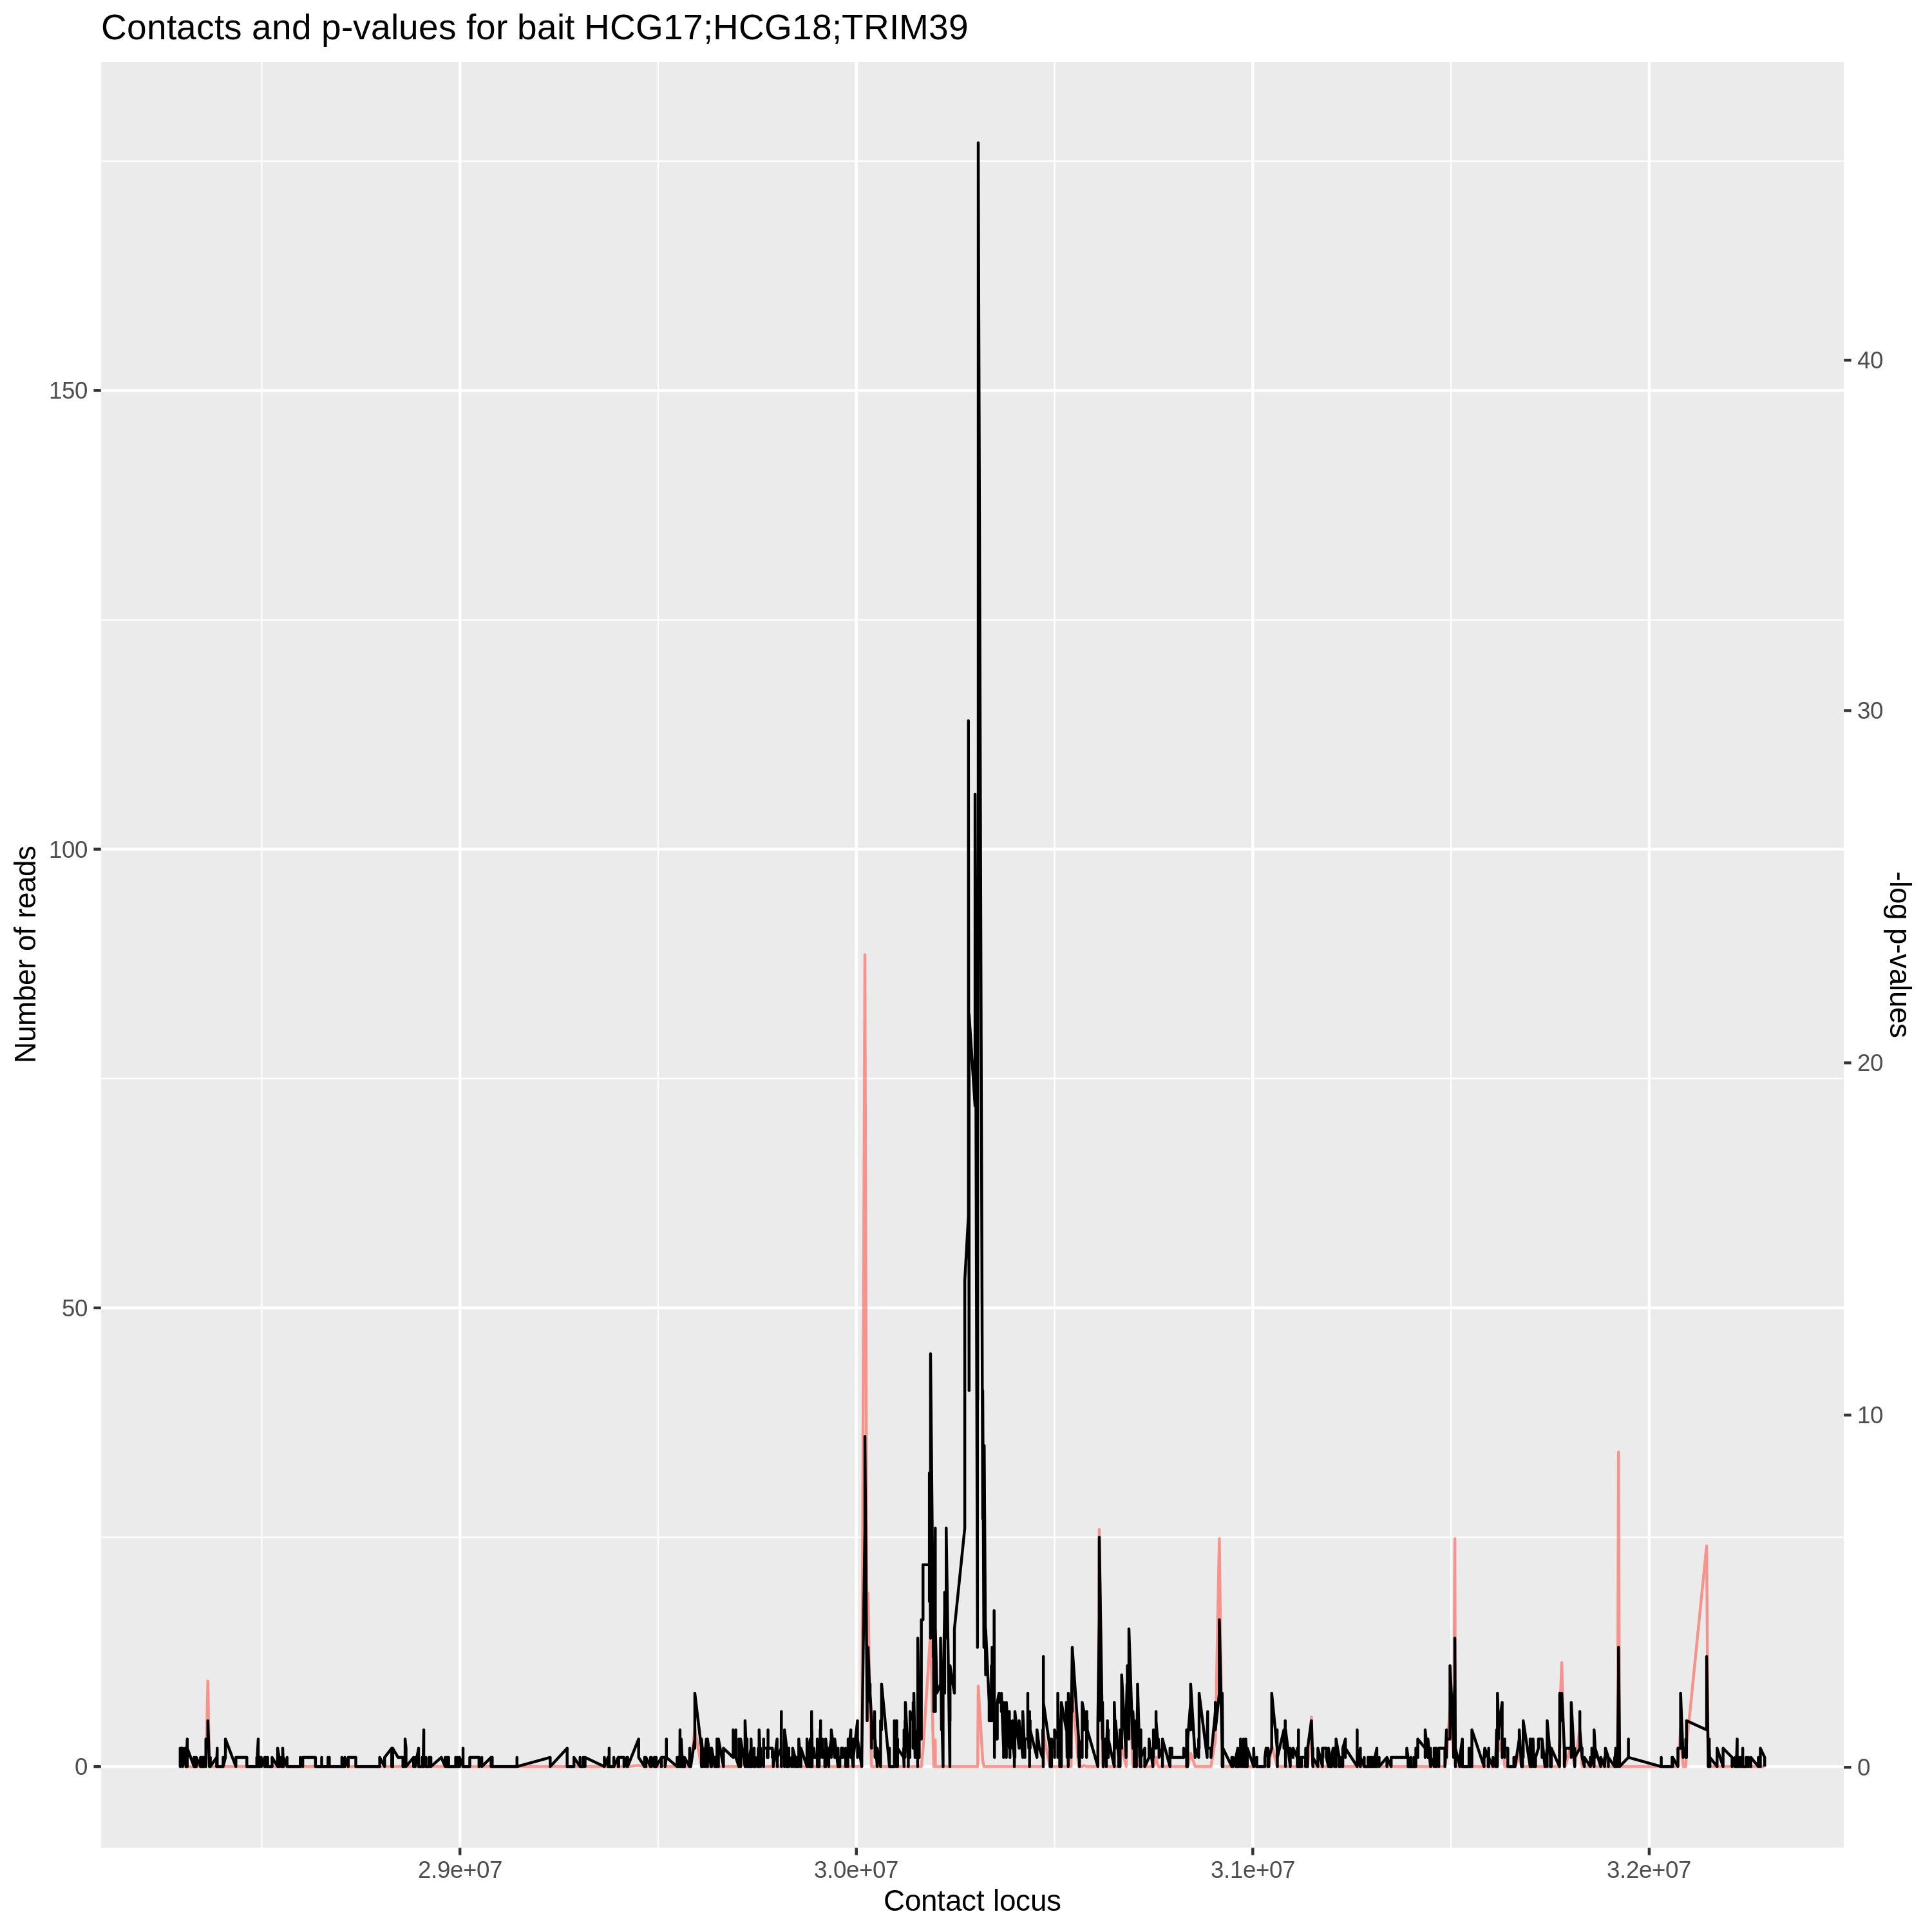 Contacts and p-values for bait HCG17;HCG18;TRIM39
150
100
50
0
Number of reads
40
30
20
10
0
-log p-values
2.9e+07 3.0e+07 3.1e+07 3.2e+07
Contact locus